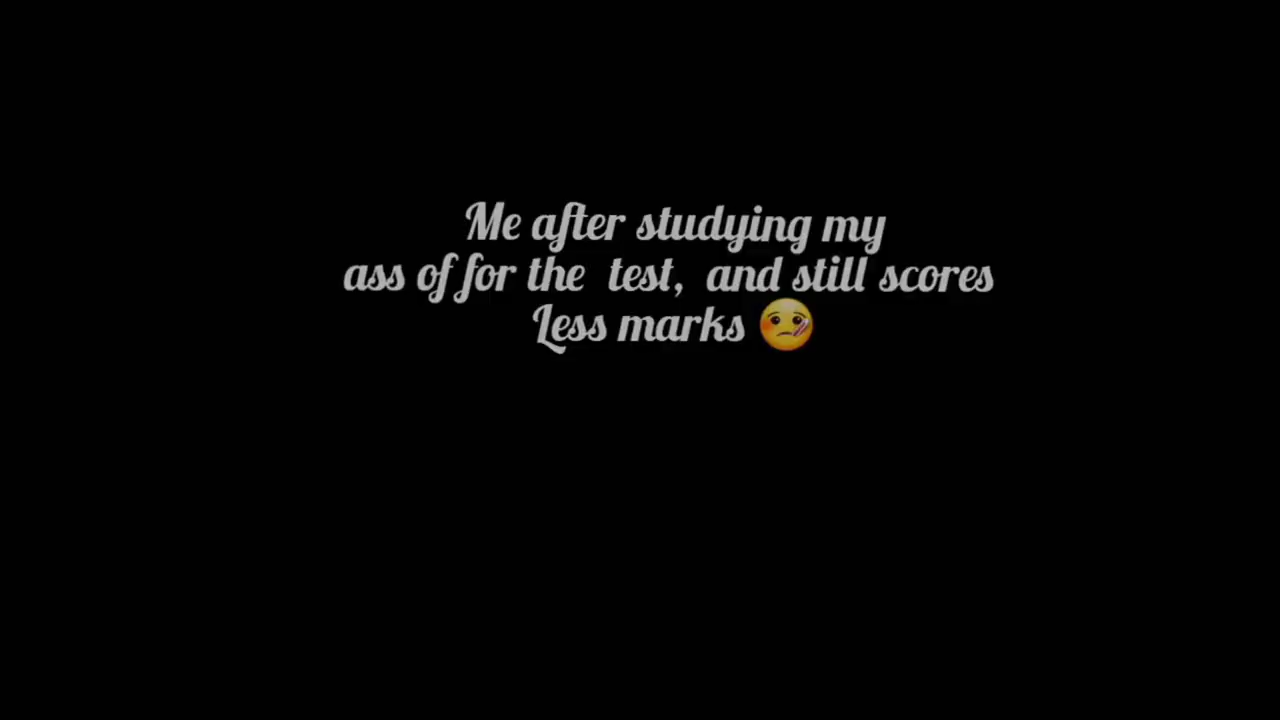 Me after studying my
ass of for the test, and still scores
Less marks 🤒